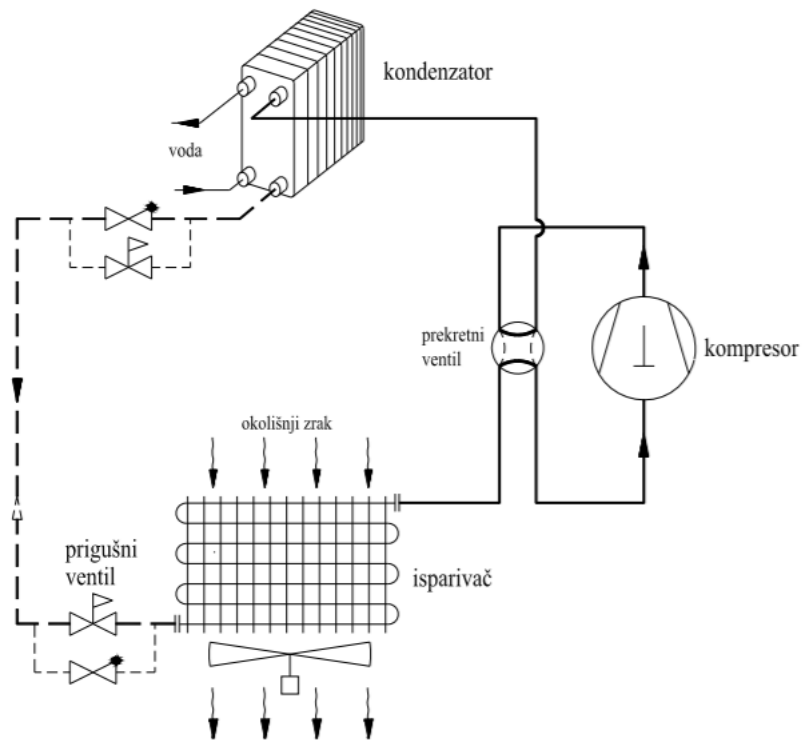 kondenzator
voda
prekretni
ventil
kompresor
okolišnji zrak
prigušni
ventil
isparivač